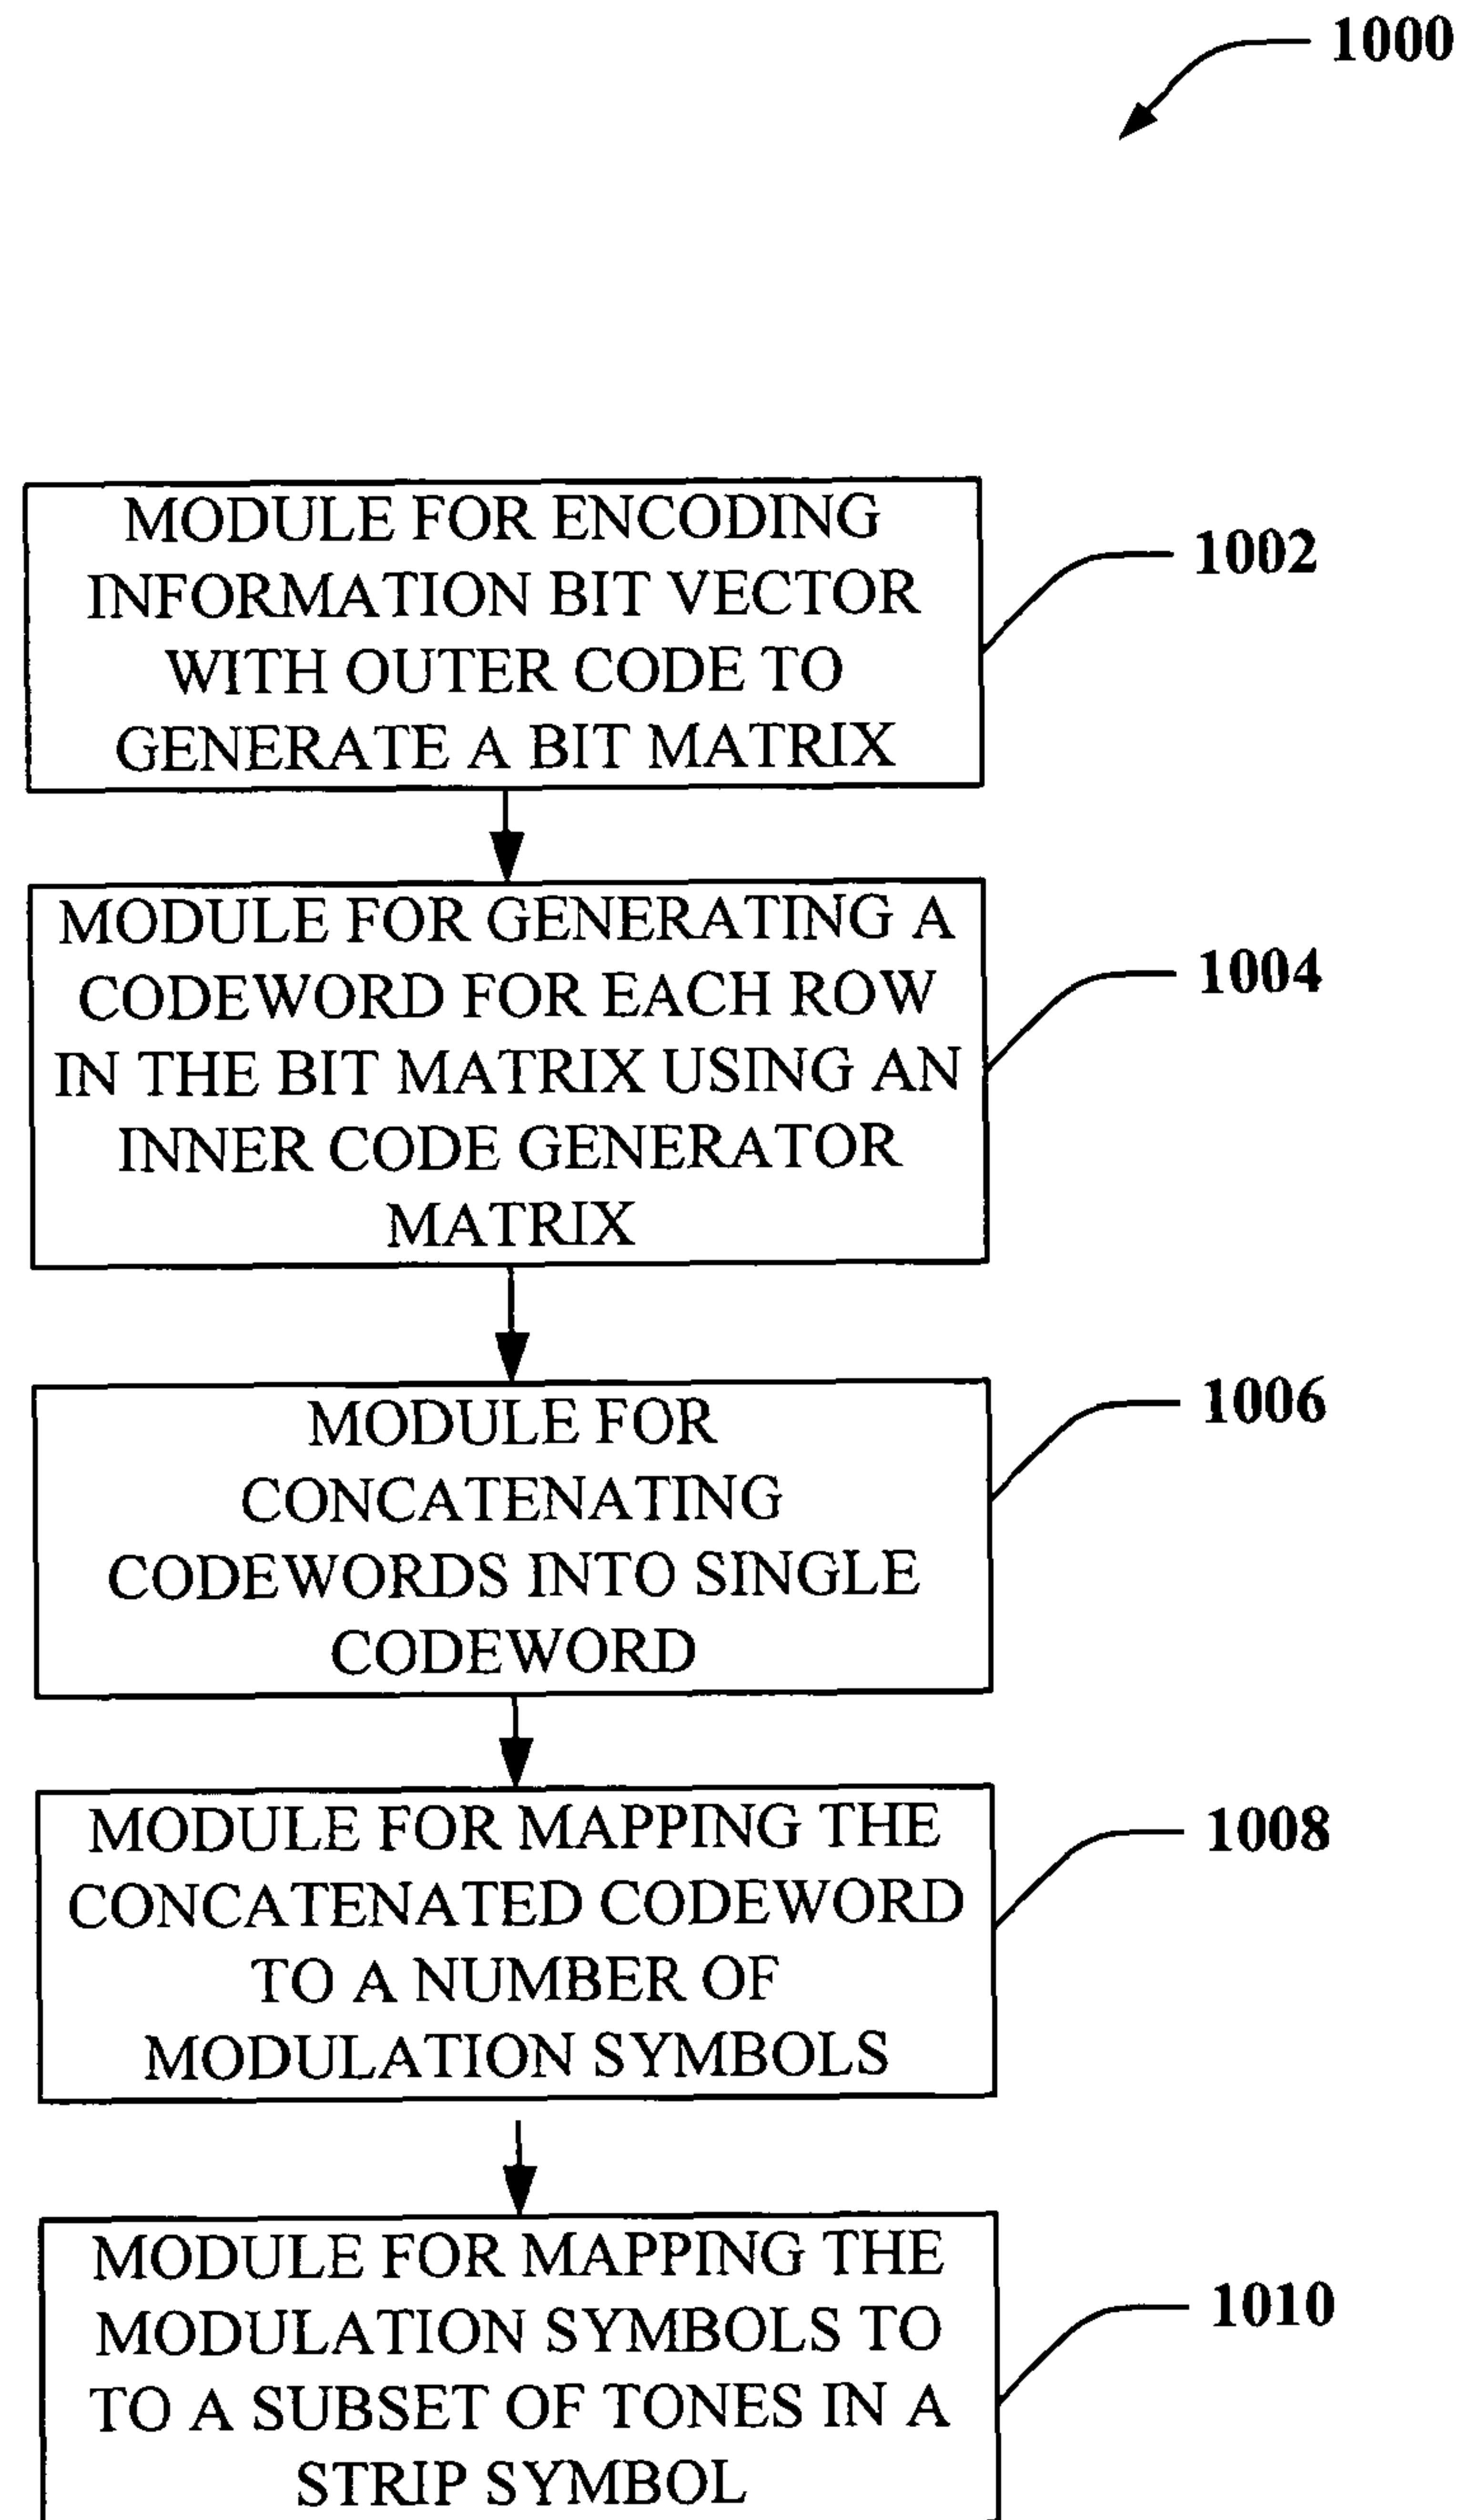 1000
MODULE FOR ENCODING
INFORMATION BIT VECTOR
WITH OUTER CODE TO
GENERATE A BIT MATRIX
1002
MODULE FOR GENERATING A
CODEWORD FOR EACH ROW
IN THE BIT MATRIX USING AN
INNER CODE GENERATOR
MATRIX
1004
MODULE FOR
CONCATENATING
CODEWORDS INTO SINGLE
CODEWORD
1006
MODULE FOR MAPPING THE
CONCATENATED CODEWORD
TO A NUMBER OF
MODULATION SYMBOLS
1008
MODULE FOR MAPPING THE
MODULATION SYMBOLS TO
TO A SUBSET OF TONES IN A
STRIP SYMBOL
1010